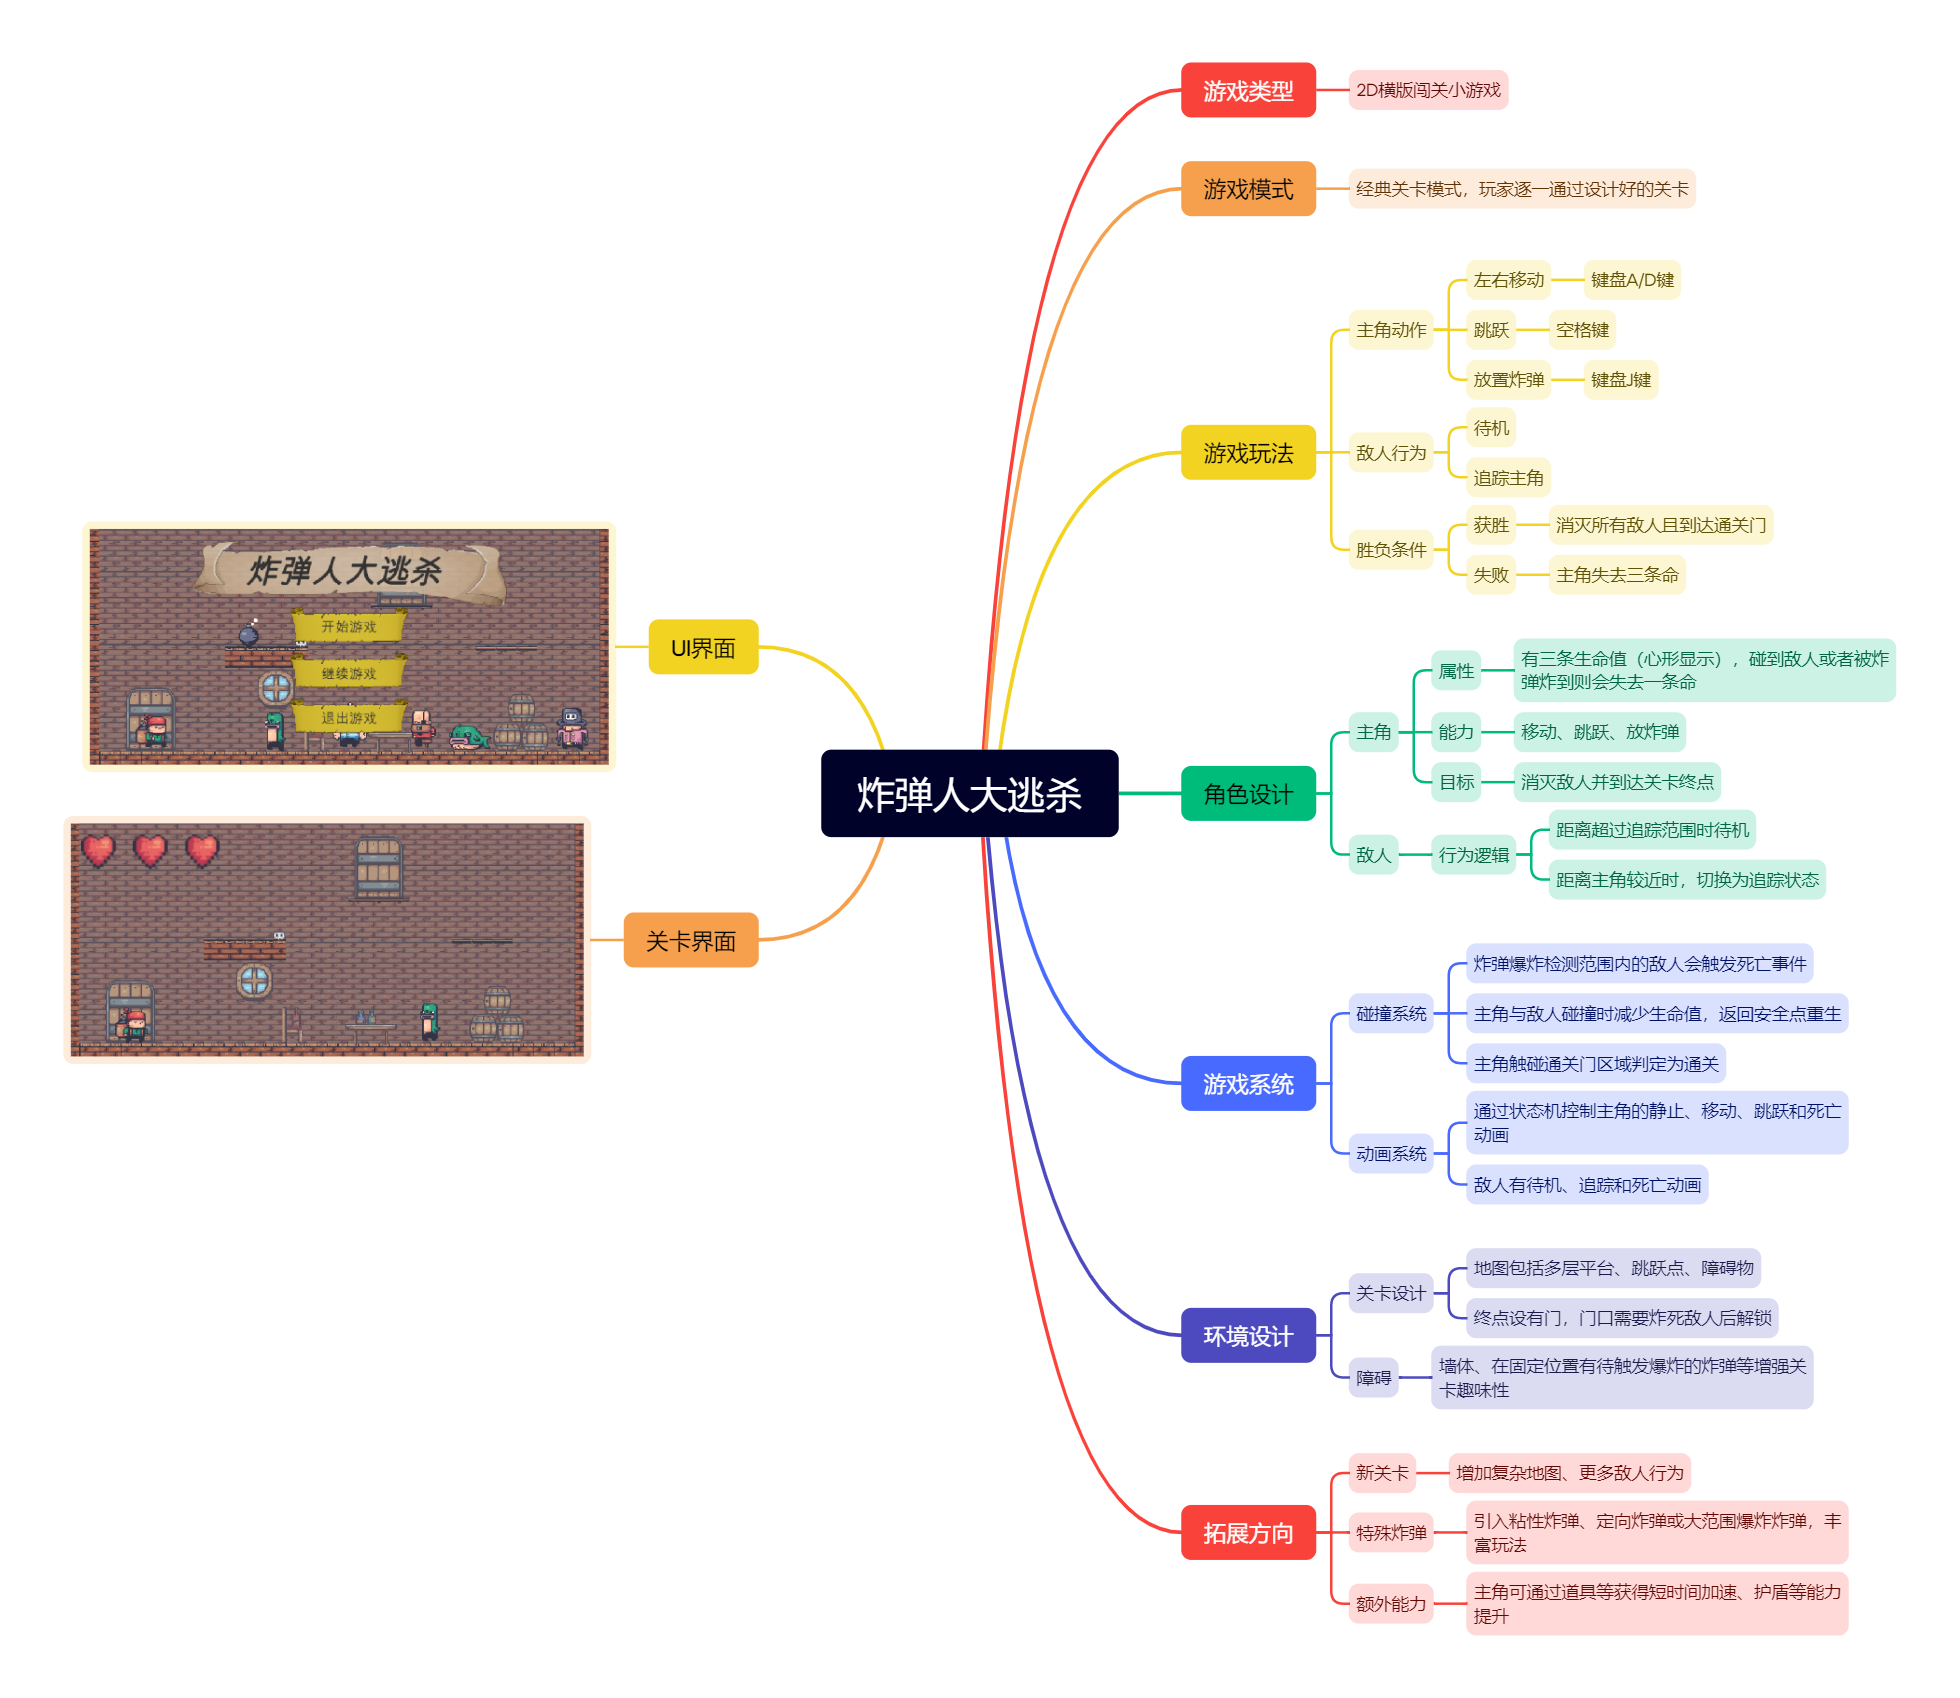 游戏类型
2D横版闯关小游戏
游戏模式
经典关卡模式，玩家逐一通过设计好的关卡
游戏玩法
主角动作
左右移动
键盘A/D键
跳跃
空格键
放置炸弹
键盘J键
敌人行为
待机
追踪主角
胜负条件
获胜
消灭所有敌人且到达通关门
失败
主角失去三条命
角色设计
主角
属性
有三条生命值（心形显示），碰到敌人或者被炸
弹炸到则会失去一条命
能力
移动、跳跃、放炸弹
目标
消灭敌人并到达关卡终点
敌人
行为逻辑
距离超过追踪范围时待机
距离主角较近时，切换为追踪状态
游戏系统
碰撞系统
炸弹爆炸检测范围内的敌人会触发死亡事件
主角与敌人碰撞时减少生命值，返回安全点重生
主角触碰通关门区域判定为通关
动画系统
通过状态机控制主角的静止、移动、跳跃和死亡
动画
敌人有待机、追踪和死亡动画
环境设计
关卡设计
地图包括多层平台、跳跃点、障碍物
终点设有门，门口需要炸死敌人后解锁
障碍
墙体、在固定位置有待触发爆炸的炸弹等增强关
卡趣味性
拓展方向
新关卡
增加复杂地图、更多敌人行为
特殊炸弹
引入粘性炸弹、定向炸弹或大范围爆炸炸弹，丰
富玩法
额外能力
主角可通过道具等获得短时间加速、护盾等能力
提升
炸弹人大逃杀
UI界面
炸弹人大逃杀
开始游戏
继续游戏
退出游戏
关卡界面